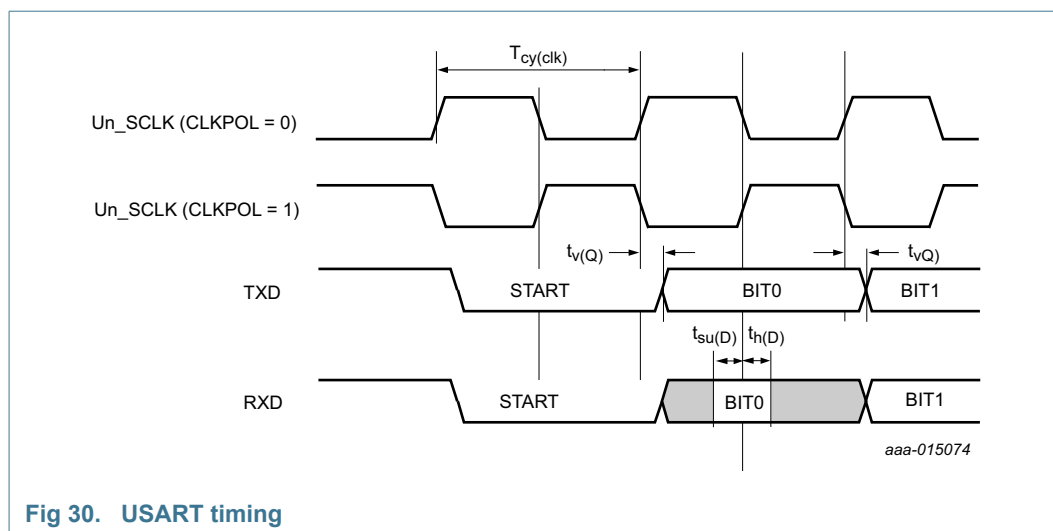 Tcy(clk)
Un_SCLK (CLKPOL = 0)
Un_SCLK (CLKPOL = 1)
tv(Q)
tvQ)
TXD
START
BIT0
BIT1
tsu(D)
th(D)
RXD
START
BIT0
BIT1
aaa-015074
Fig 30. USART timing